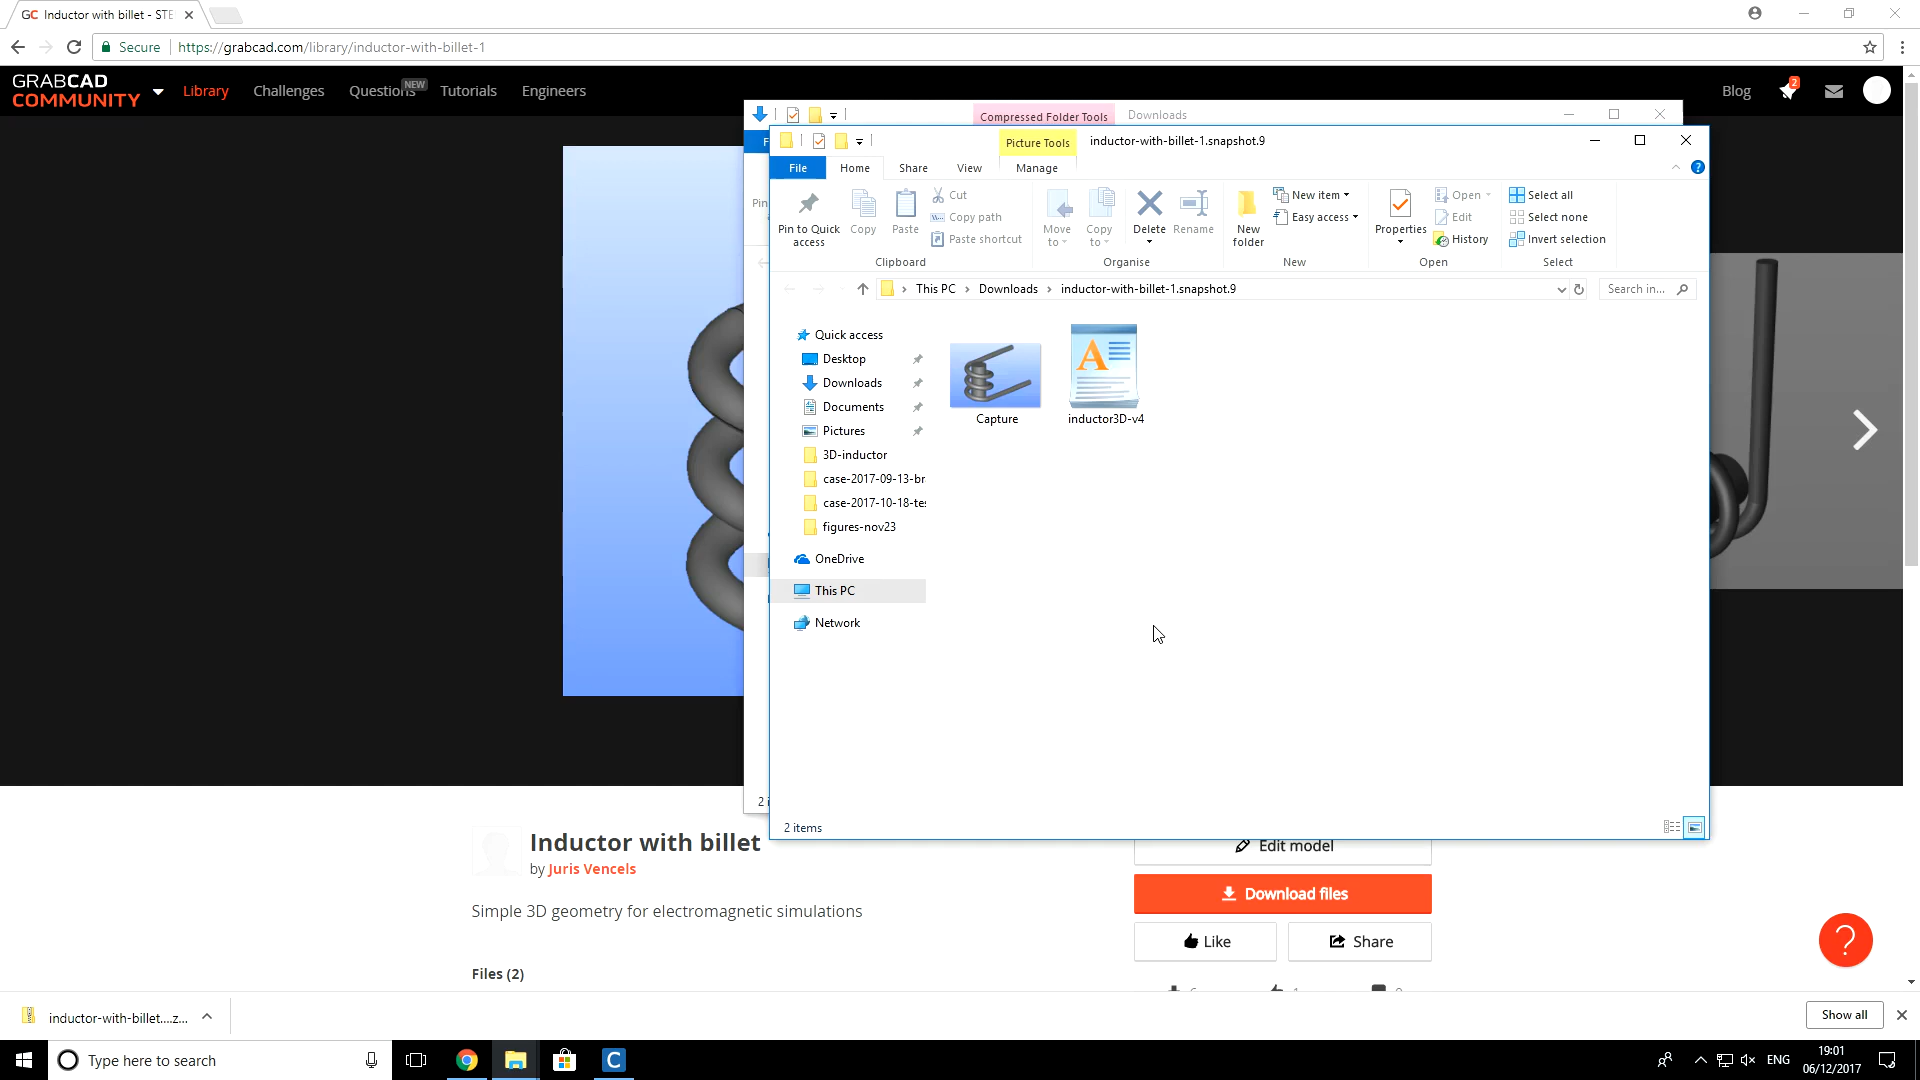 Inductor with billet - STE
Secure
https://grabcad.com/library/inductor-with-billet-1
GRABCAD
COMMUNITY
Library
Challenges
Questions
NEW
Tutorials
Engineers
Blog
2
Compressed Folder Tools
Downloads
Picture Tools
inductor-with-billet-1.snapshot.9
File
Home
Share
View
Manage
Pin to Quick access
Copy
Paste
Cut
Copy path
Paste shortcut
Clipboard
Move to
Copy to
Delete
Rename
Organise
New folder
New item
Easy access
New
Properties
Open
Edit
History
Open
Select all
Select none
Invert selection
Select
This PC
Downloads
inductor-with-billet-1.snapshot.9
Search in...
Quick access
Desktop
Downloads
Documents
Pictures
3D-inductor
case-2017-09-13-br
case-2017-10-18-tes
figures-nov23
OneDrive
This PC
Network
Capture
inductor3D-v4
2 items
Inductor with billet
by Juris Vencels
Simple 3D geometry for electromagnetic simulations
Files (2)
Edit model
Download files
Like
Share
inductor-with-billet....z...
Show all
Type here to search
ENG
19:01
06/12/2017